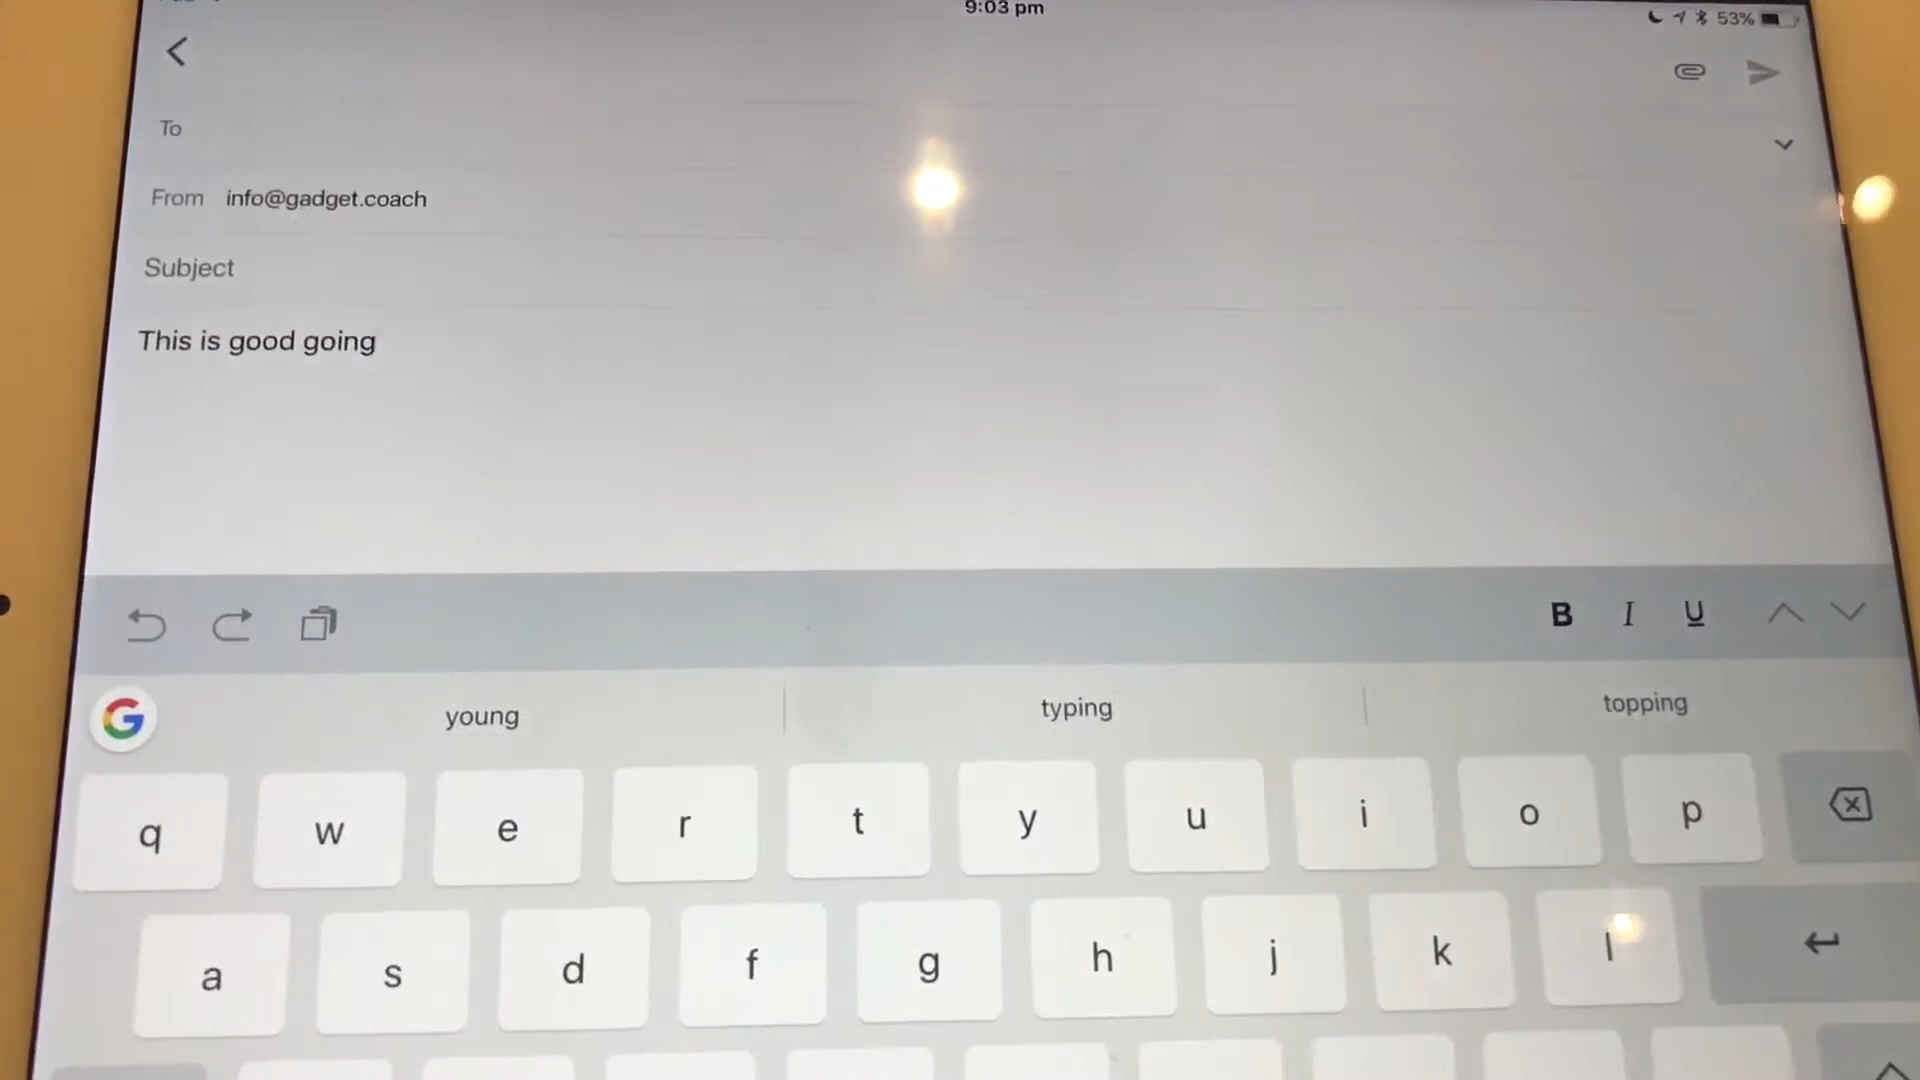 9:03 pm
53%
To
From info@gadget.coach
Subject
This is good going
B I U
G young typing topping
q w e r t y u i o p
a s d f g h j k l